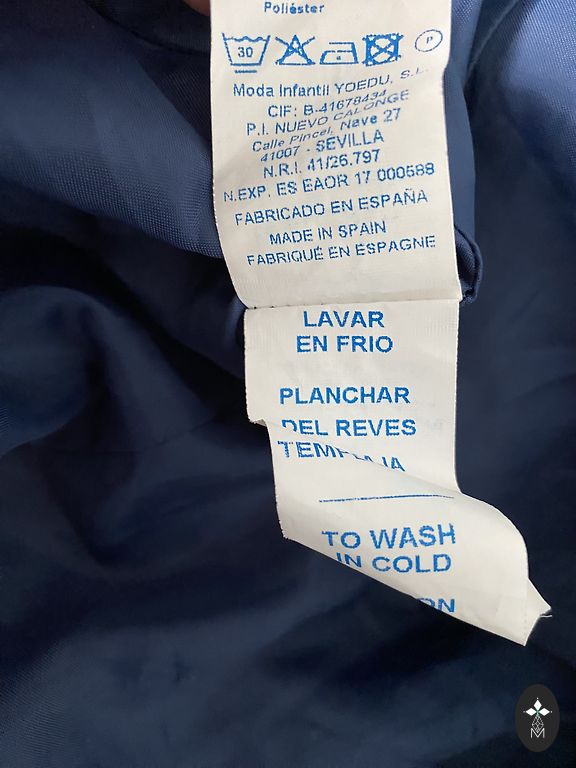 Poliéster
30
P
Moda Infantil YOEDU, S.L.
CIF: B-41678434
P.I. NUEVO CALONGE
Calle Pincel, Nave 27
41007 - SEVILLA
N.R.I. 41/26.797
N.EXP. ES EAOR 17 000588
FABRICADO EN ESPAÑA
MADE IN SPAIN
FABRIQUÉ EN ESPAGNE
LAVAR
EN FRIO
PLANCHAR
DEL REVES
TO WASH
IN COLD
M